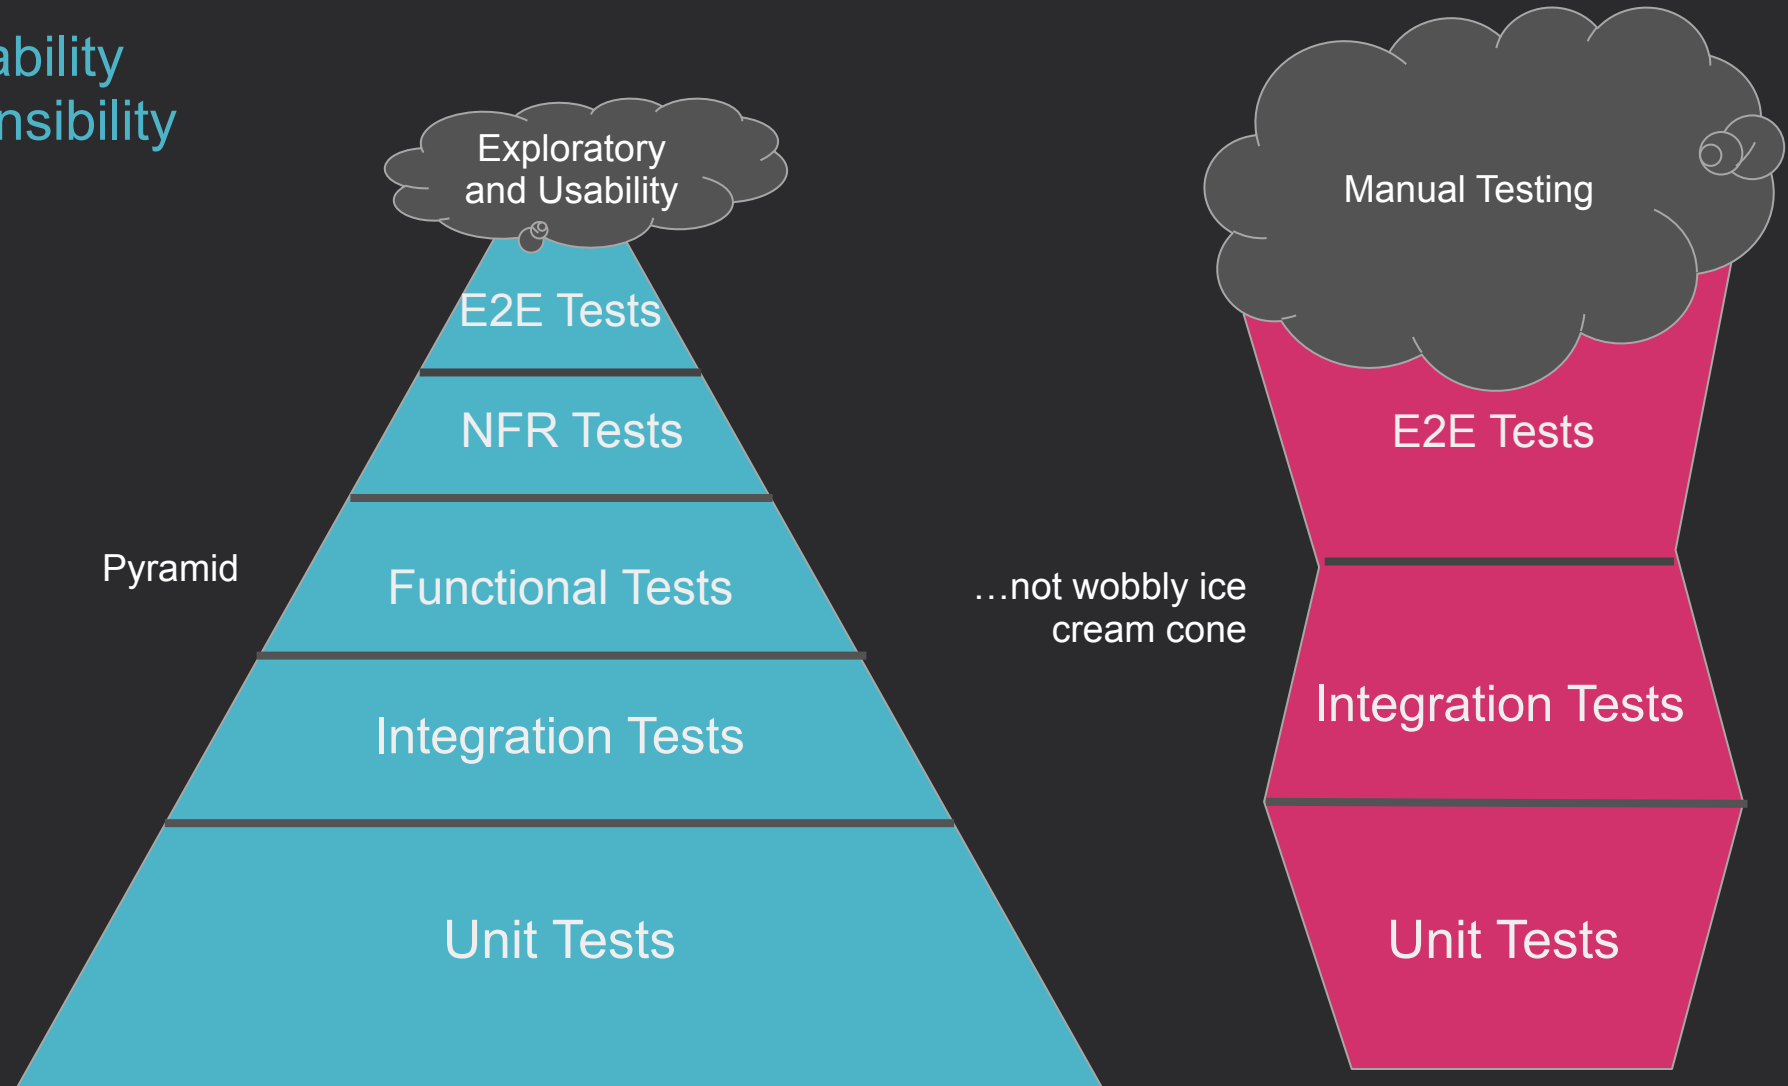 ability
nsibility
Exploratory
and Usability
E2E Tests
NFR Tests
Pyramid
Functional Tests
Integration Tests
Unit Tests
Manual Testing
E2E Tests
…not wobbly ice
cream cone
Integration Tests
Unit Tests